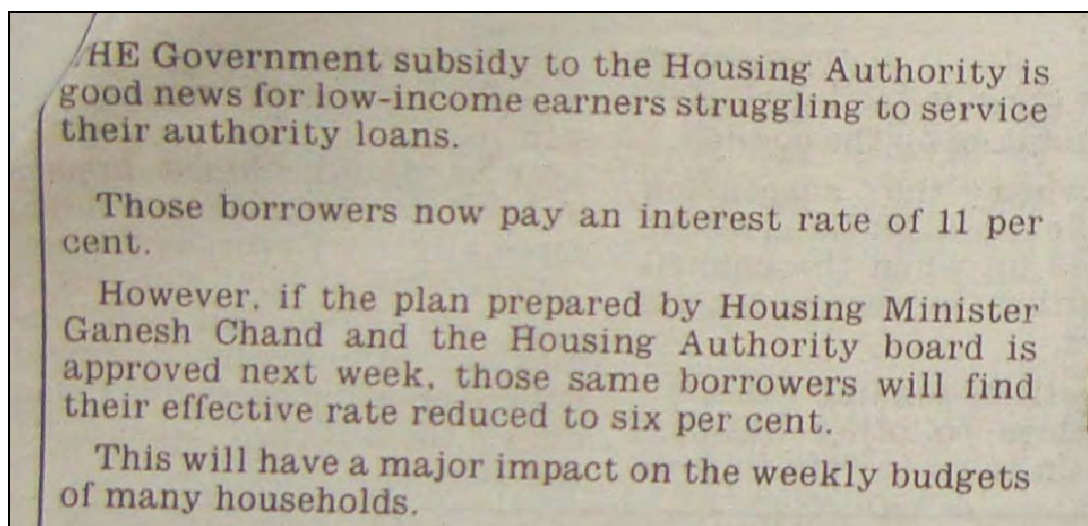 HE Government subsidy to the Housing Authority is
good news for low-income earners struggling to service
their authority loans.
Those borrowers now pay an interest rate of 11 per
cent.
However, if the plan prepared by Housing Minister
Ganesh Chand and the Housing Authority board is
approved next week, those same borrowers will find
their effective rate reduced to six per cent.
This will have a major impact on the weekly budgets
of many households.